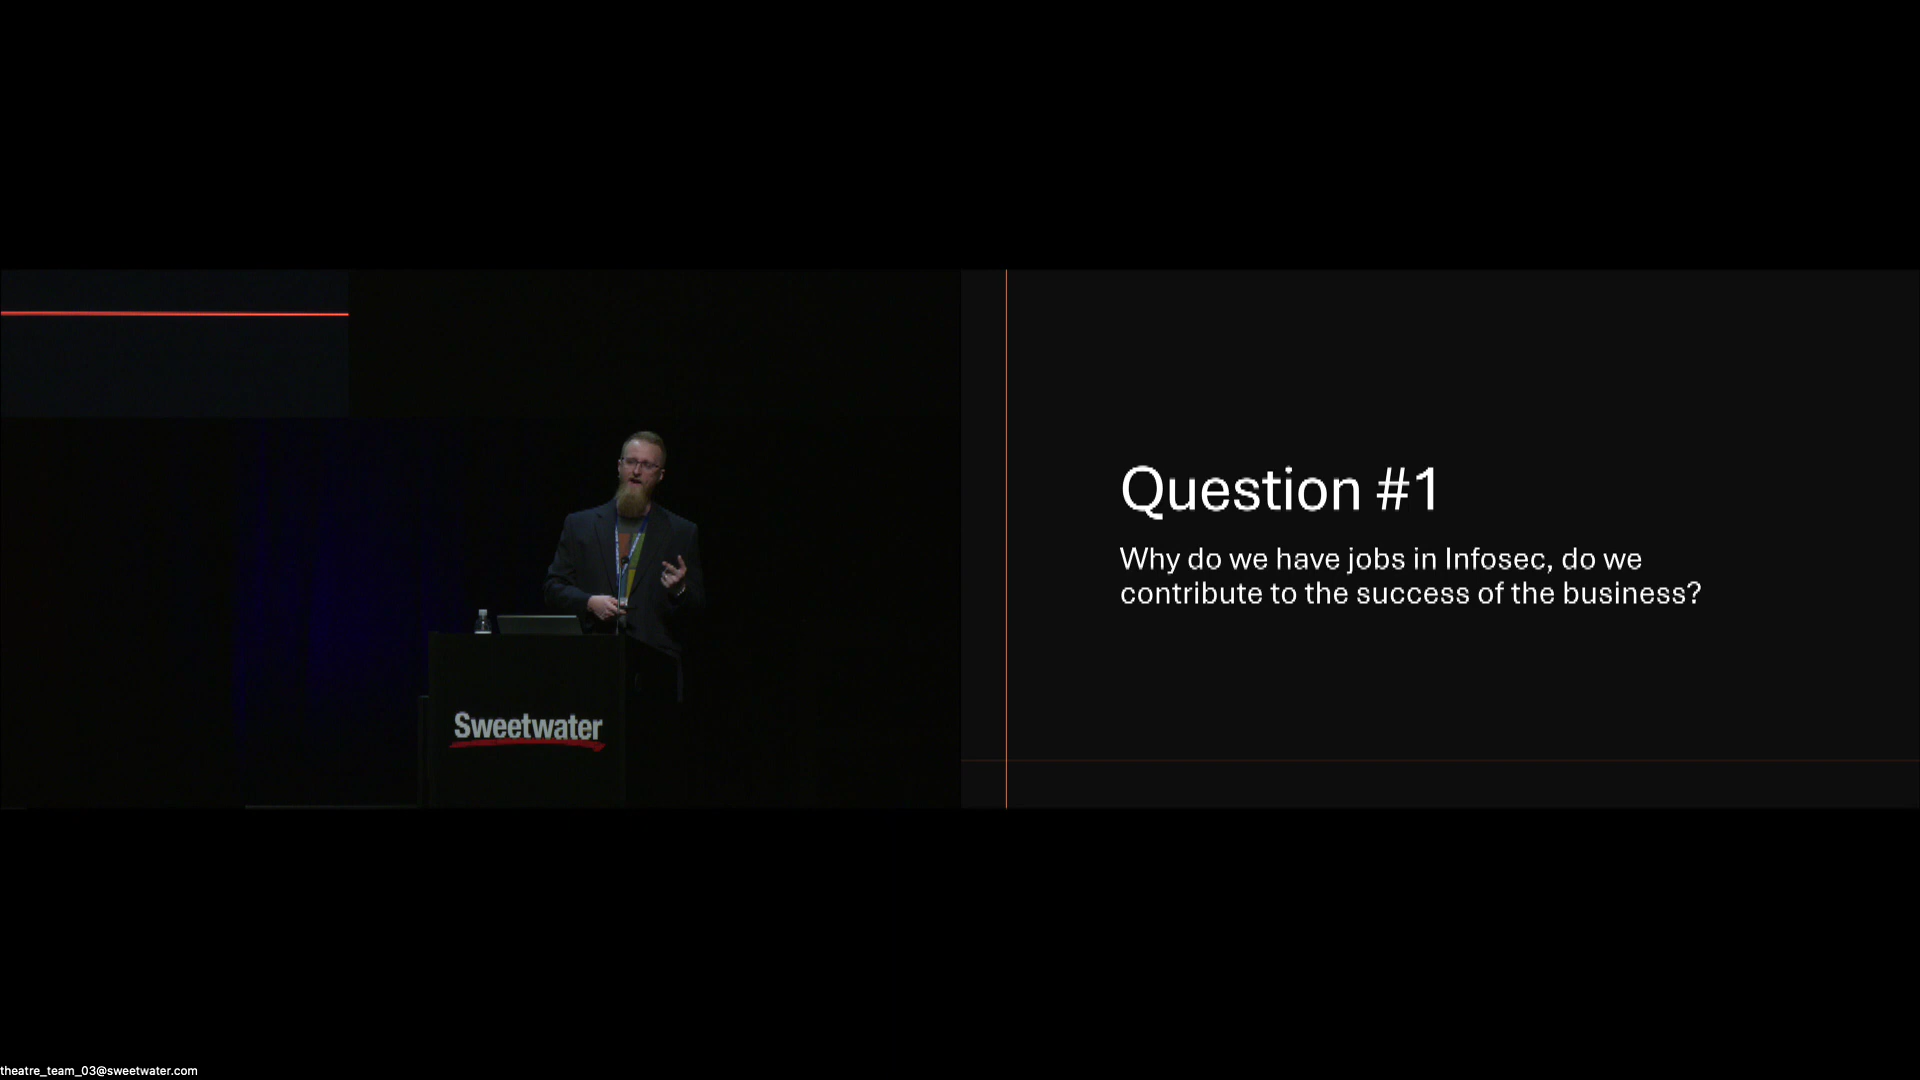 Sweetwater
Question #1
Why do we have jobs in Infosec, do we
contribute to the success of the business?
theatre_team_03@sweetwater.com